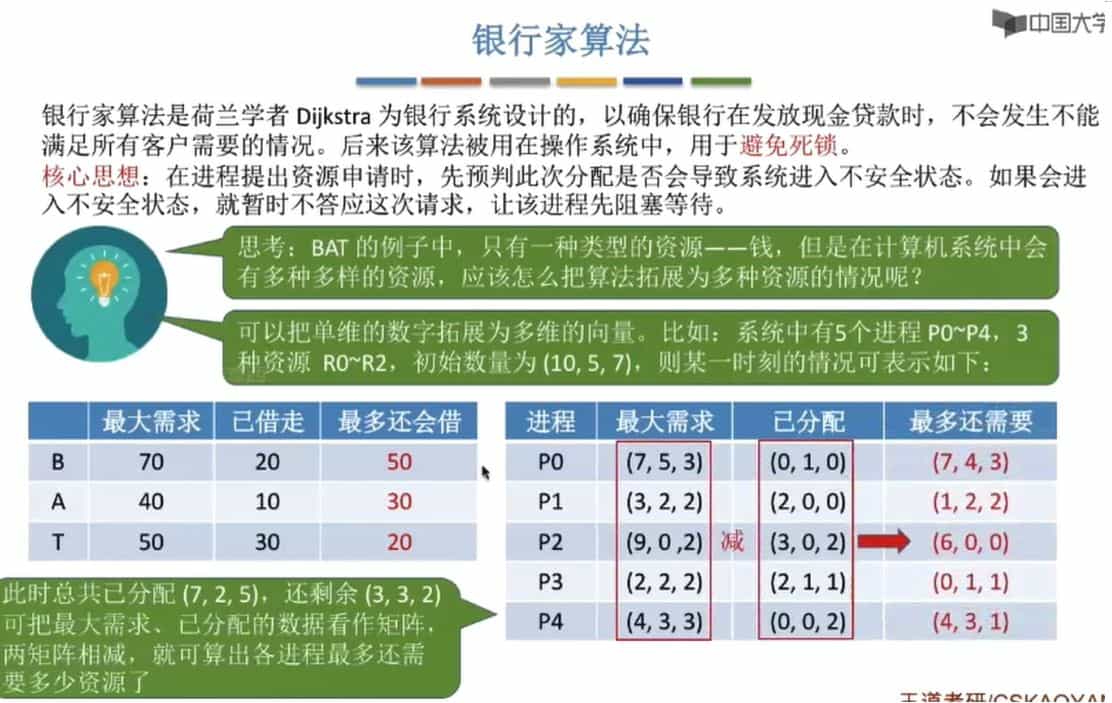 中国大学
银行家算法
银行家算法是荷兰学者 Dijkstra 为银行系统设计的，以确保银行在发放现金贷款时，不会发生不能
满足所有客户需要的情况。后来该算法被用在操作系统中，用于避免死锁。
核心思想：在进程提出资源申请时，先预判此次分配是否会导致系统进入不安全状态。如果会进
入不安全状态，就暂时不答应这次请求，让该进程先阻塞等待。
思考：BAT 的例子中，只有一种类型的资源——钱，但是在计算机系统中会
有多种多样的资源，应该怎么把算法拓展为多种资源的情况呢？
可以把单维的数字拓展为多维的向量。比如：系统中有5个进程 P0~P4，3
种资源 R0~R2，初始数量为 (10, 5, 7)，则某一时刻的情况可表示如下：
最大需求 已借走 最多还会借
B 70 20 50
A 40 10 30
T 50 30 20
进程 最大需求 已分配 最多还需要
P0 (7, 5, 3) (0, 1, 0) (7, 4, 3)
P1 (3, 2, 2) (2, 0, 0) (1, 2, 2)
P2 (9, 0 ,2) 减 (3, 0, 2) (6, 0, 0)
P3 (2, 2, 2) (2, 1, 1) (0, 1, 1)
P4 (4, 3, 3) (0, 0, 2) (4, 3, 1)
此时总共已分配 (7, 2, 5)，还剩余 (3, 3, 2)
可把最大需求、已分配的数据看作矩阵，
两矩阵相减，就可算出各进程最多还需
要多少资源了
王道考研/CSKAOYAN